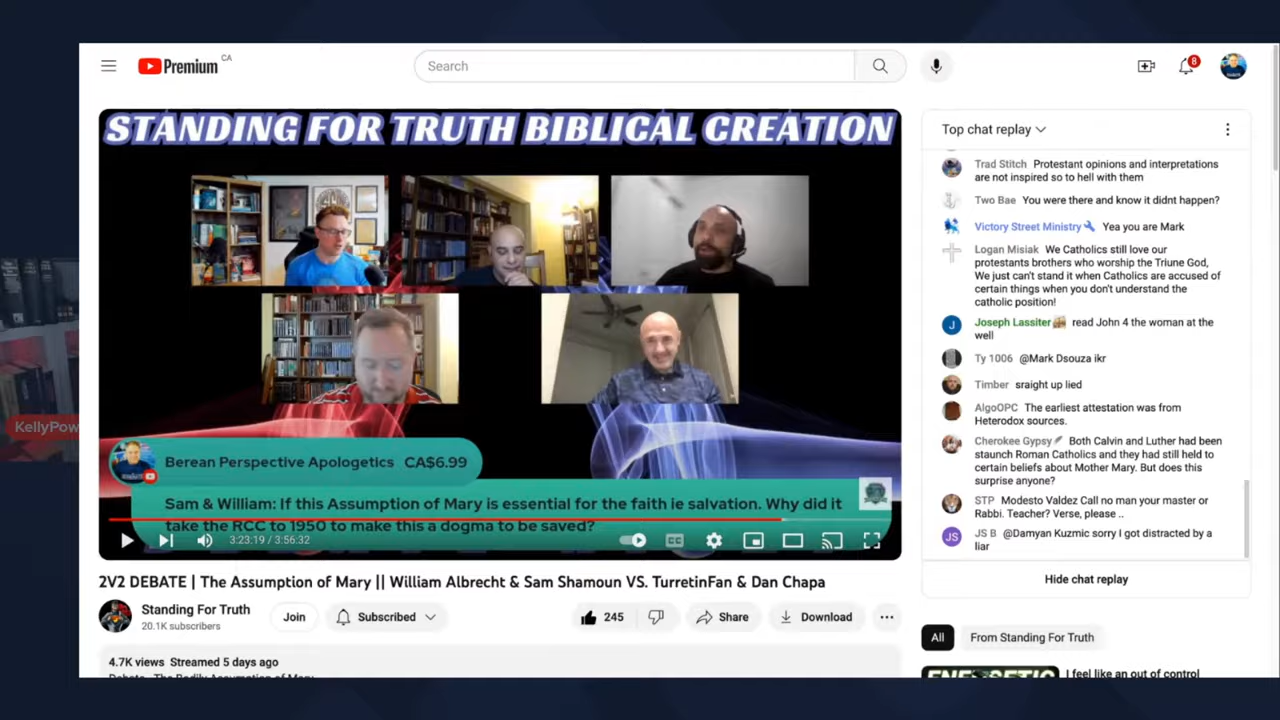 Premium CA
Search
8
STANDING FOR TRUTH BIBLICAL CREATION
Berean Perspective Apologetics CA$6.99
Sam & William: If this Assumption of Mary is essential for the faith ie salvation. Why did it
take the RCC to 1950 to make this a dogma to be saved?
3:23:19 / 3:56:32
CC
2V2 DEBATE | The Assumption of Mary || William Albrecht & Sam Shamoun VS. TurretinFan & Dan Chapa
Standing For Truth
20.1K subscribers
Join
Subscribed
245
Share
Download
4.7K views Streamed 5 days ago
Debate - The Bodily Assumption of Mary
KellyPow
Top chat replay
Trad Stitch Protestant opinions and interpretations
are not inspired so to hell with them
Two Bae You were there and know it didnt happen?
Victory Street Ministry Yea you are Mark
Logan Misiak We Catholics still love our
protestants brothers who worship the Triune God,
We just can't stand it when Catholics are accused of
certain things when you don't understand the
catholic position!
J
Joseph Lassiter read John 4 the woman at the
well
Ty 1006 @Mark Dsouza ikr
Timber sraight up lied
AlgoOPC The earliest attestation was from
Heterodox sources.
Cherokee Gypsy Both Calvin and Luther had been
staunch Roman Catholics and they had still held to
certain beliefs about Mother Mary. But does this
surprise anyone?
STP Modesto Valdez Call no man your master or
Rabbi. Teacher? Verse, please ..
JS
JS B @Damyan Kuzmic sorry I got distracted by a
liar
Hide chat replay
All
From Standing For Truth
I feel like an out of control